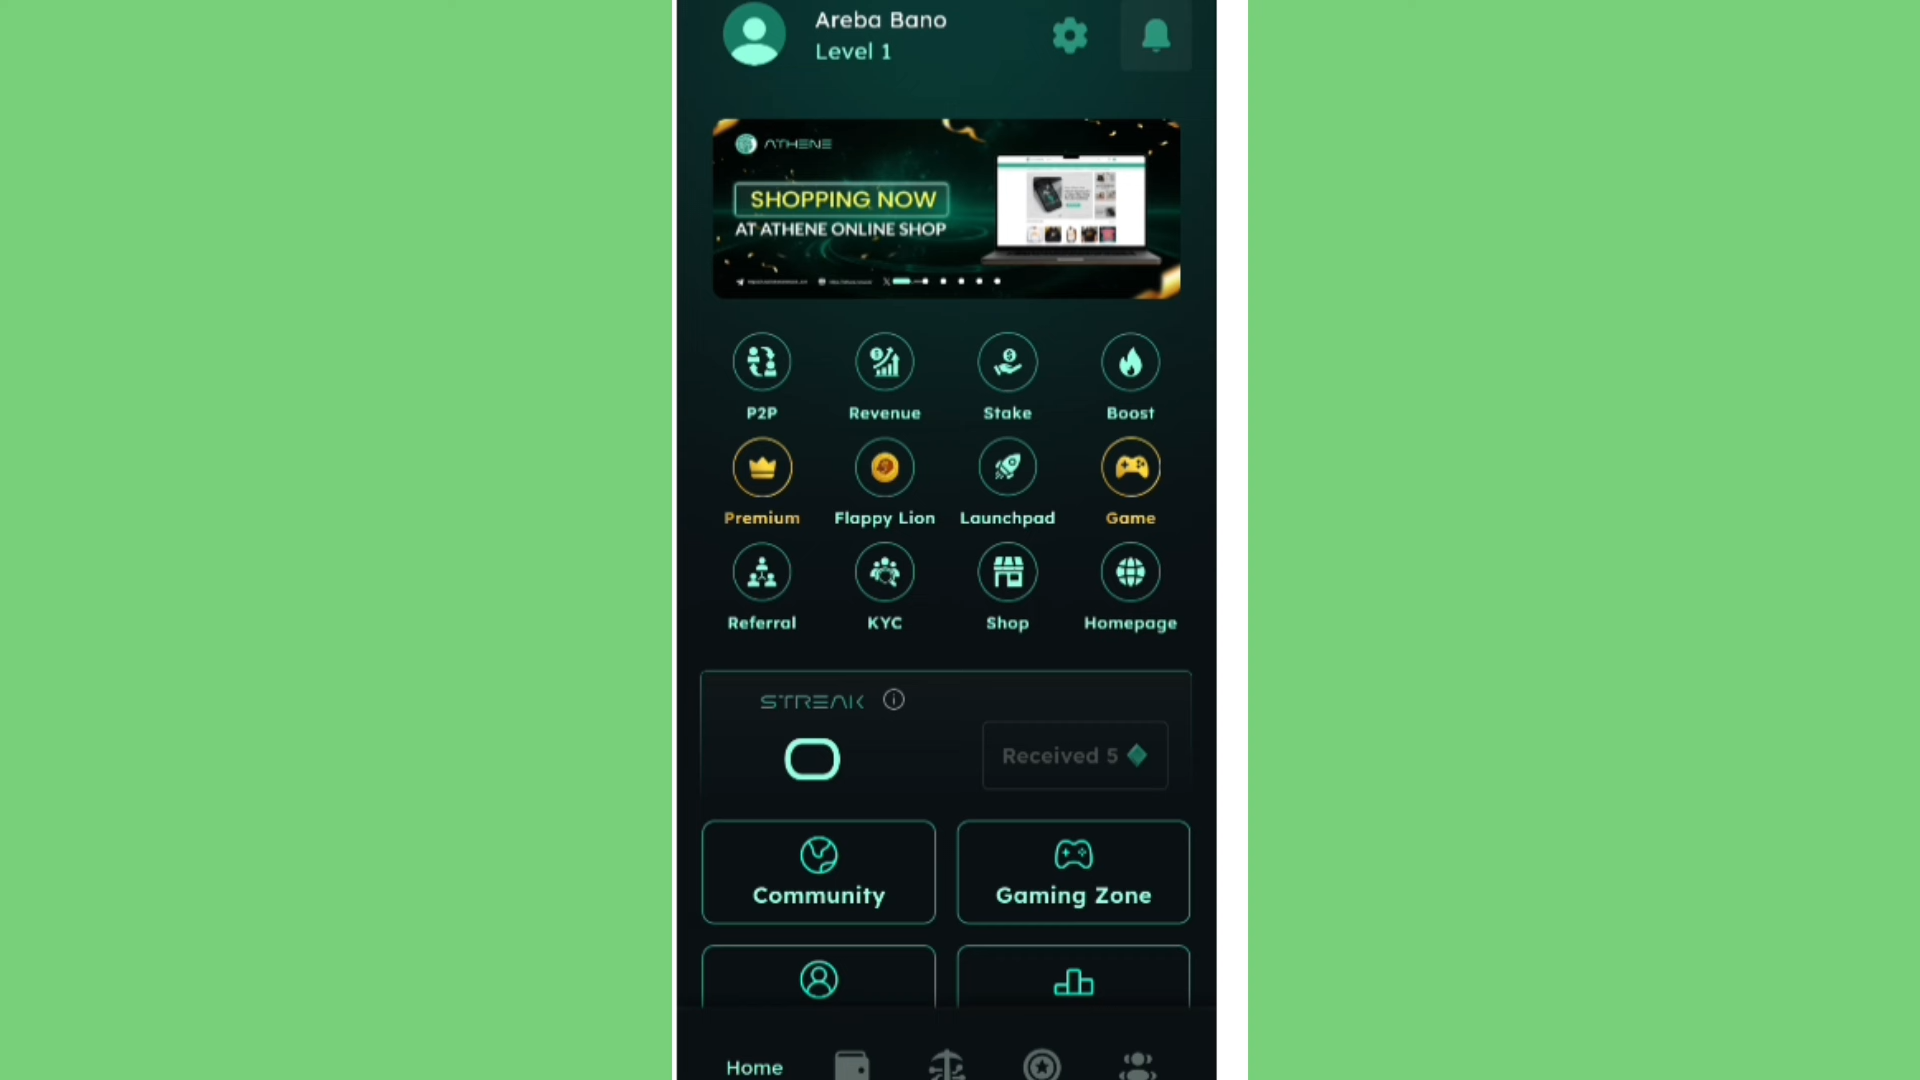 Areba Bano
Level 1
ATHENE
SHOPPING NOW
AT ATHENE ONLINE SHOP
P2P
Revenue
Stake
Boost
Premium
Flappy Lion
Launchpad
Game
Referral
KYC
Shop
Homepage
STREAK
0
Received 5
Community
Gaming Zone
Home